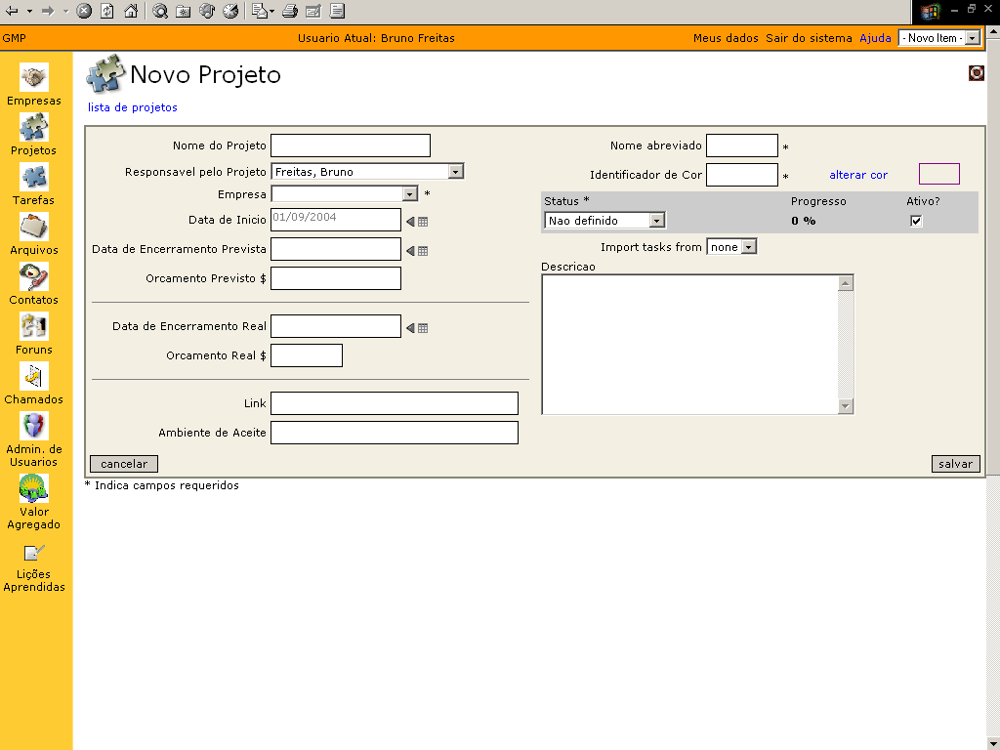 GMP Usuario Atual: Bruno Freitas Meus dados Sair do sistema Ajuda - Novo Item -
Empresas
Projetos
Tarefas
Arquivos
Contatos
Foruns
Chamados
Admin. de
Usuarios
Valor
Agregado
Lições
Aprendidas
Novo Projeto
lista de projetos
Nome do Projeto
Responsavel pelo Projeto Freitas, Bruno
Empresa *
Data de Inicio 01/09/2004
Data de Encerramento Prevista
Orcamento Previsto $
Data de Encerramento Real
Orcamento Real $
Link
Ambiente de Aceite
Nome abreviado *
Identificador de Cor * alterar cor
Status * Progresso Ativo?
Nao definido 0 %
Import tasks from none
Descricao
cancelar salvar
* Indica campos requeridos